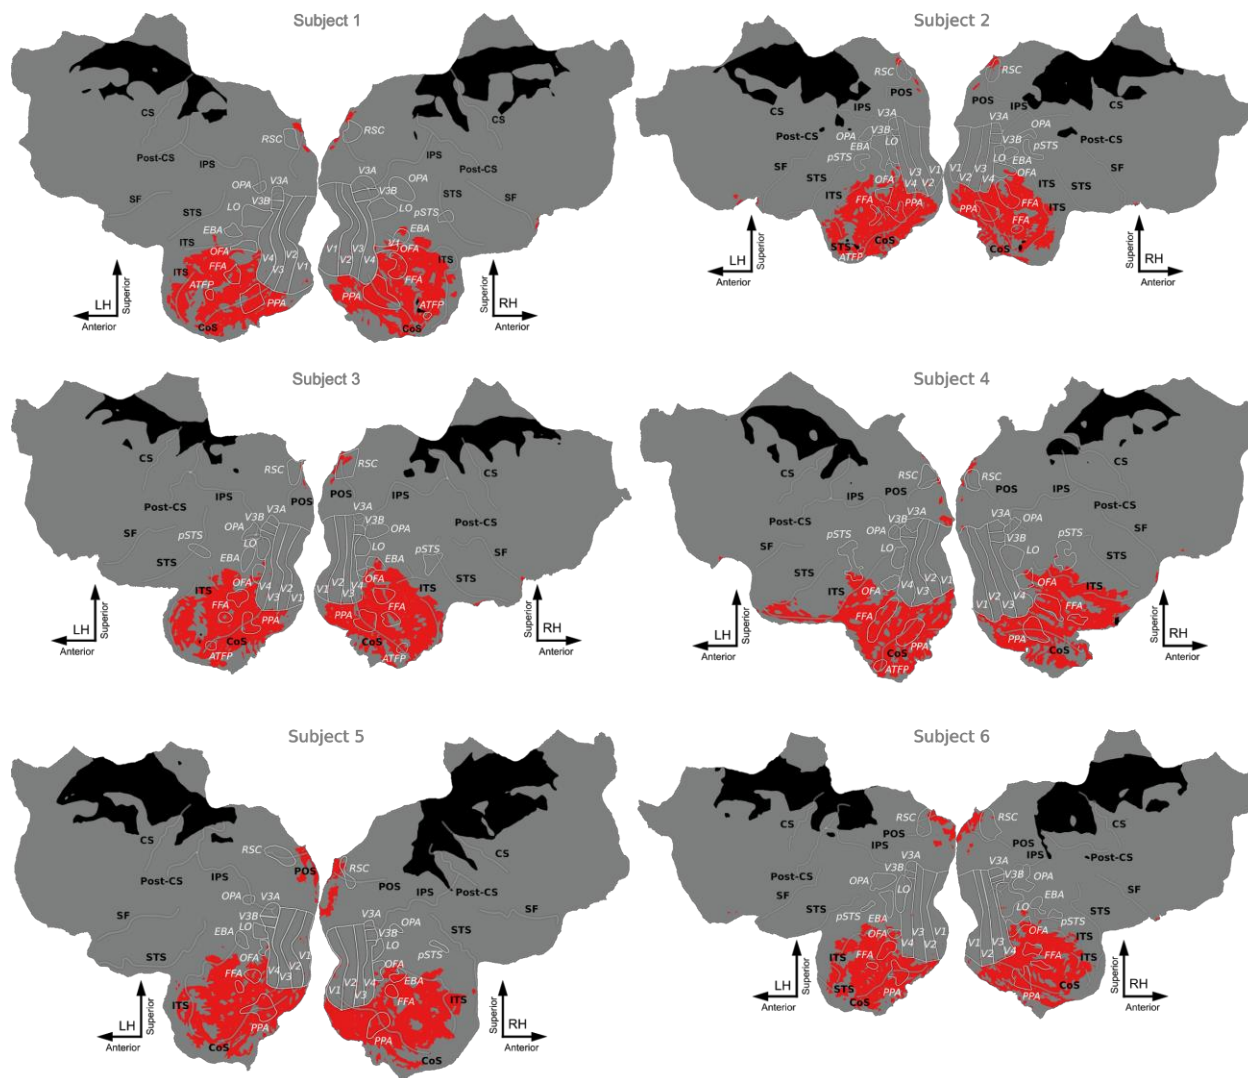 Subject 1
CS
Post-CS
IPS
RSC
SF
STS
OPA
V3A
V3B
LO
EBA
ITS
OFA
ITS
FFA
ATFP
V4
V3
V2
V1
PPA
CoS
LH
Superior
Anterior
RSC
CS
IPS
Post-CS
V3A
V3B
OPA
STS
SF
LO
pSTS
EBA
V1
V1
V2
V3
V4
OFA
ITS
FFA
PPA
ATFP
CoS
RH
Superior
Anterior
Subject 2
RSC
POS
IPS
CS
Post-CS
V3A
V3B
OPA
EBA
LO
pSTS
SF
STS
ITS
OFA
V3
V1
V4
V2
FFA
PPA
STS
CoS
ATFP
LH
Superior
Anterior
RSC
CS
POS
IPS
V3A
OPA
Post-CS
V3B
LO
EBA
SF
V1
V3
V2
V4
OFA
ITS
STS
ITS
PPA
FFA
FFA
CoS
RH
Superior
Anterior
Subject 3
CS
RSC
IPS
POS
Post-CS
V3A
V3B
OPA
SF
pSTS
LO
EBA
STS
ITS
OFA
V4
V2
V3
V1
FFA
PPA
CoS
ATFP
LH
Superior
Anterior
RSC
CS
POS
IPS
Post-CS
V3A
V3B
OPA
LO
EBA
pSTS
SF
V1
V2
V3
V4
OFA
ITS
STS
PPA
FFA
CoS
ATFP
RH
Superior
Anterior
Subject 4
CS
RSC
IPS
POS
Post-CS
V3A
V3B
OPA
SF
pSTS
LO
STS
ITS
OFA
V4
V2
V1
V3
FFA
PPA
CoS
ATFP
LH
Superior
Anterior
RSC
CS
POS
IPS
Post-CS
V3A
OPA
V3B
pSTS
SF
LO
STS
OFA
ITS
V1
V2
V3
V4
FFA
PPA
CoS
RH
Superior
Anterior
Subject 5
CS
RSC
POS
Post-CS
IPS
OPA
V3A
SF
V3B
LO
EBA
STS
OFA
V4
V3
V2
V1
FFA
ITS
PPA
CoS
LH
Superior
Anterior
RSC
CS
POS
IPS
Post-CS
V3A
OPA
V3B
LO
SF
STS
pSTS
OFA
V1
V2
V3
V4
EBA
FFA
ITS
PPA
CoS
RH
Superior
Anterior
Subject 6
CS
RSC
POS
IPS
Post-CS
V3A
OPA
V3B
LO
SF
pSTS
STS
EBA
OFA
ITS
V4
V3
V2
V1
FFA
STS
PPA
CoS
LH
Superior
Anterior
RSC
CS
POS
IPS
Post-CS
V3A
OPA
V3B
EBA
SF
LO
pSTS
STS
OFA
ITS
ITS
V1
V2
V3
V4
FFA
PPA
CoS
RH
Superior
Anterior